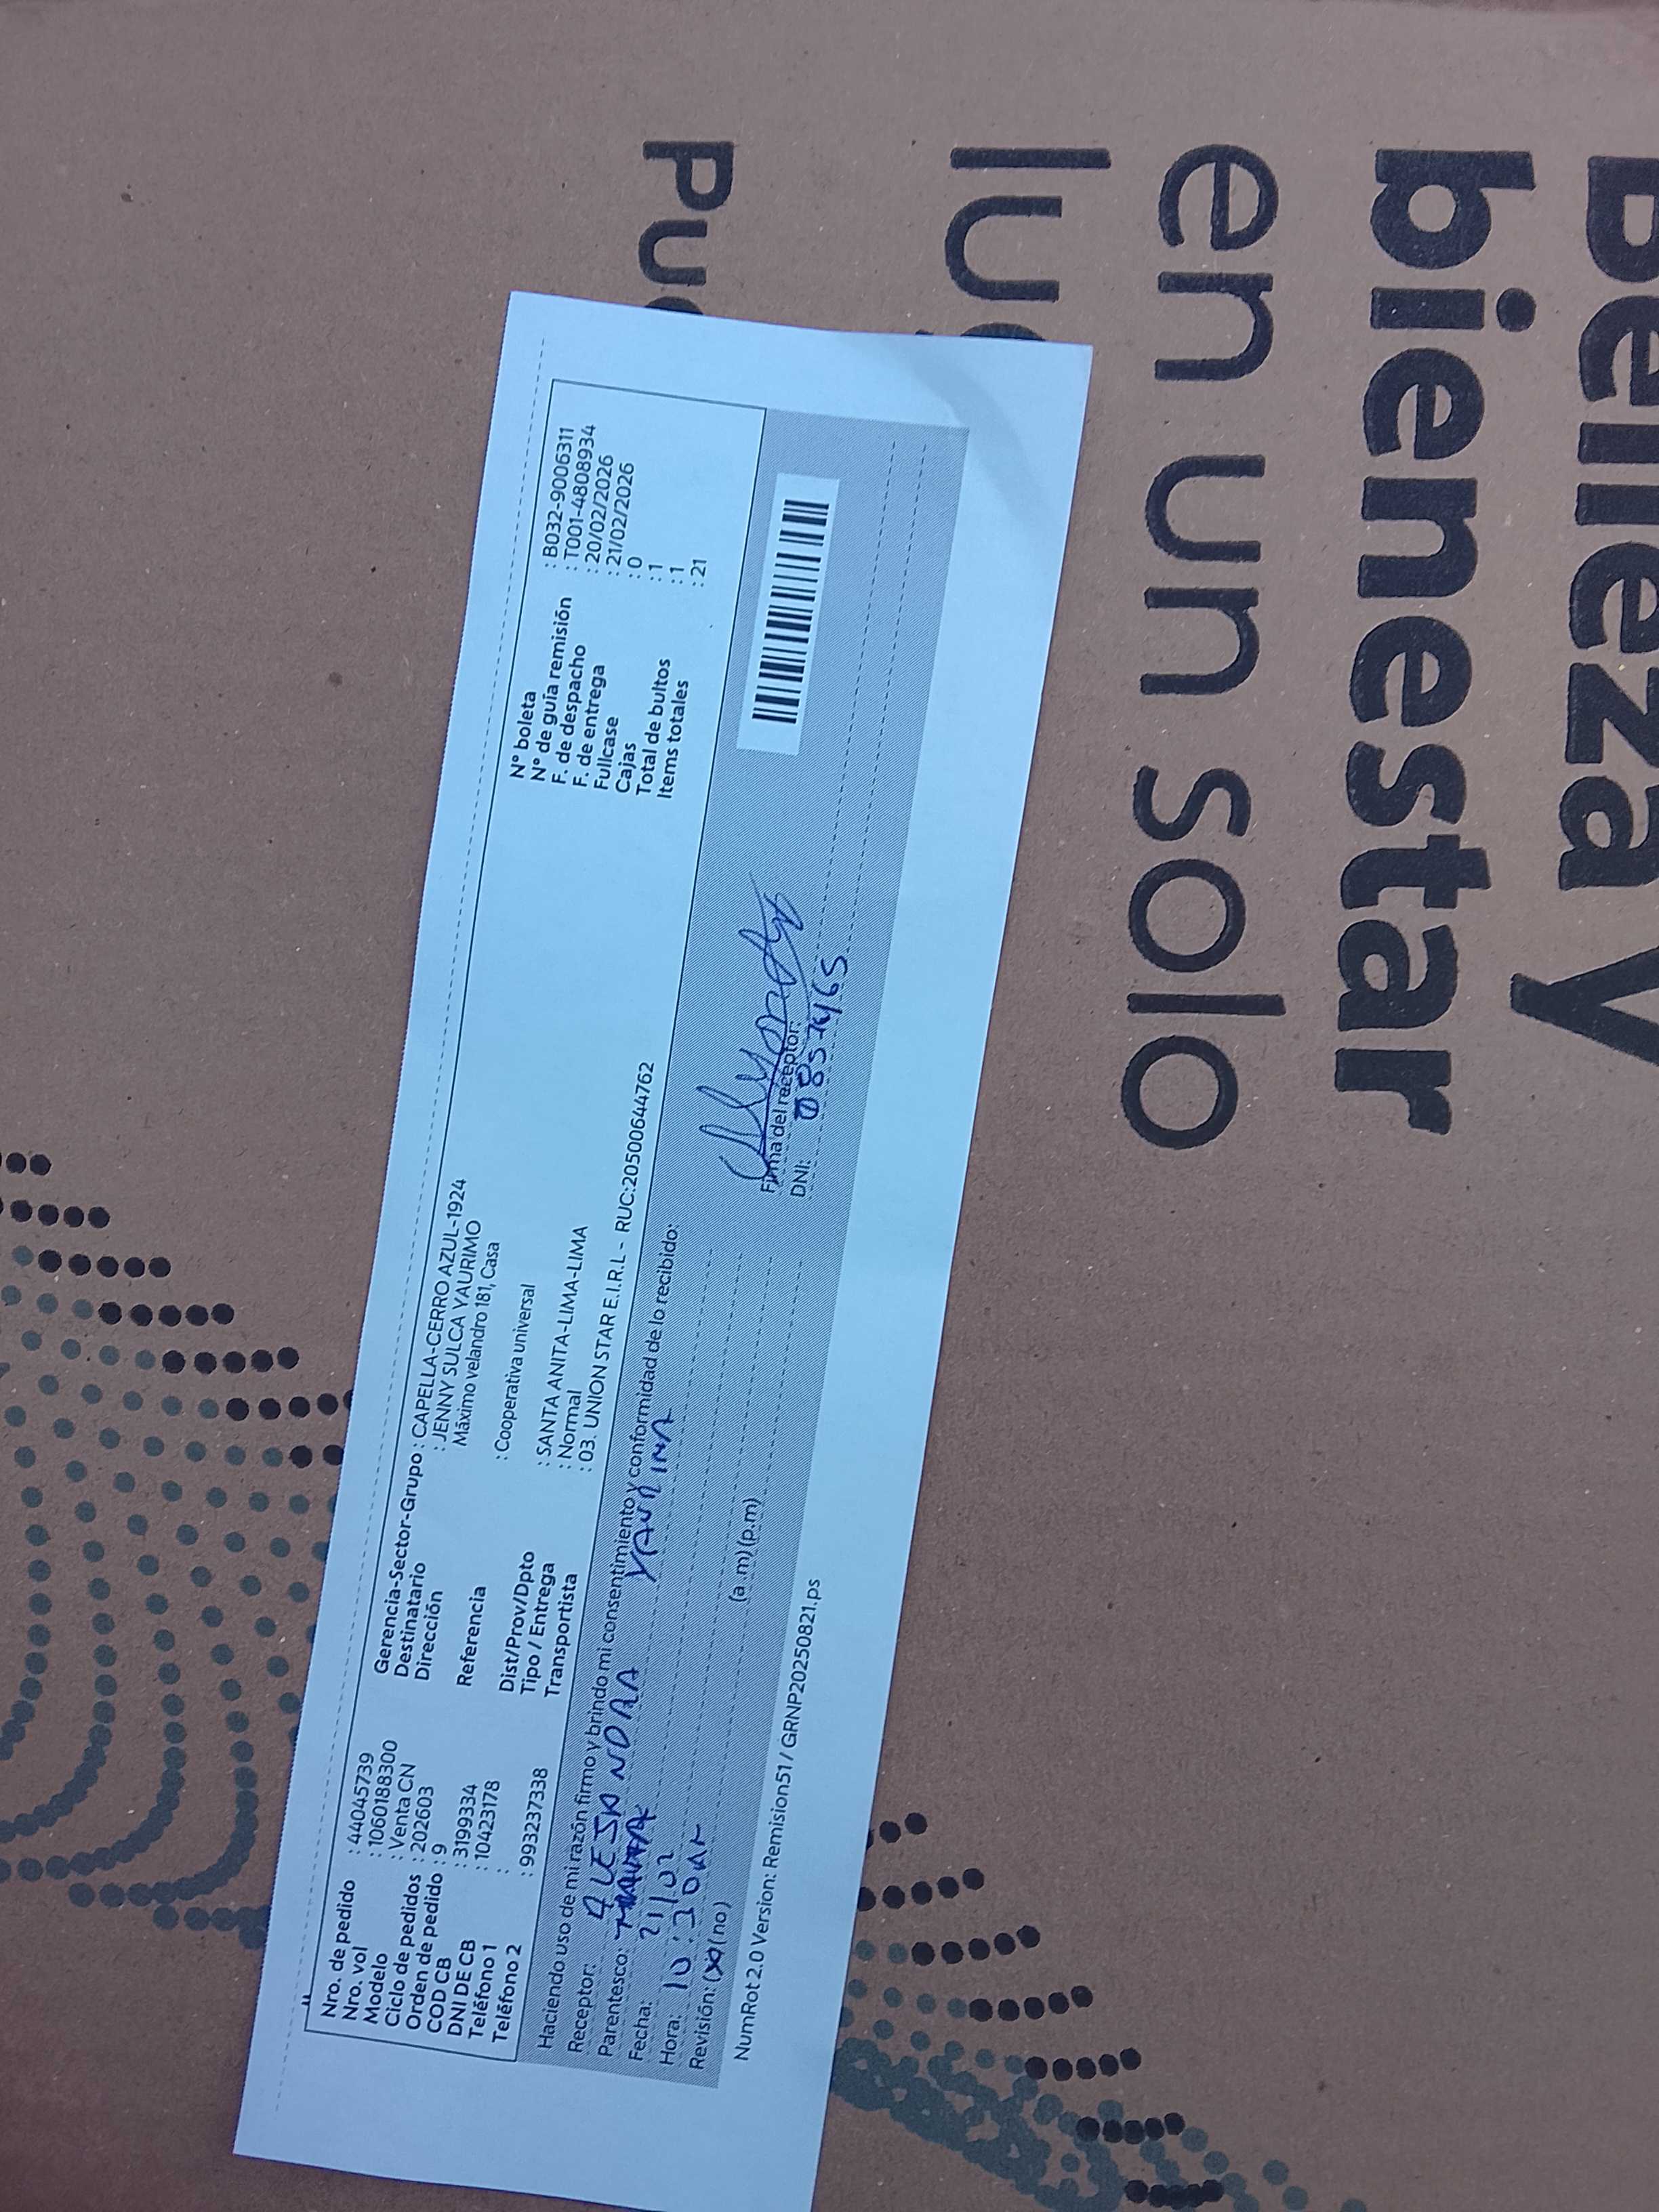 Nro. de pedido : 44045739
Nro. vol : 1060188300
Modelo : Venta CN
Ciclo de pedidos : 202603
Orden de pedido : 9
COD CB : 3199334
DNI DE CB : 10423178
Teléfono 1 :
Teléfono 2 : 993237338
Gerencia-Sector-Grupo : CAPELLA-CERRO AZUL-1924
Destinatario : JENNY SULCA YAURIMO
Dirección Máximo velandro 181, Casa
Referencia : Cooperativa universal
Dist/Prov/Dpto : SANTA ANITA-LIMA-LIMA
Tipo / Entrega : Normal
Transportista : 03. UNION STAR E.I.R.L - RUC:20500644762
N° boleta : B032-90006311
N° de guía remisión : T001-4808934
F. de despacho : 20/02/2026
F. de entrega : 21/02/2026
Fullcase : 0
Cajas : 1
Total de bultos : 1
Items totales : 21
Haciendo uso de mi razón firmo y brindo mi consentimiento y conformidad de lo recibido:
Receptor:
Parentesco:
Fecha: 21/02
Hora: 10:30 (a.m)(p.m)
Revisión: (no)
Firma del receptor:
DNI:
NumRot 2.0 Version: Remision51 / GRNP20250821.ps
Belleza y
bienestar
en un solo